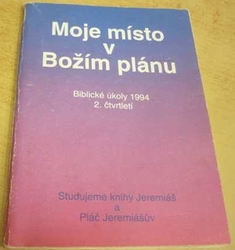 Moje místo
v
Božím plánu
Biblické úkoly 1994
2. čtvrtletí
Studujeme knihy Jeremiáš
a
Pláč Jeremiášův